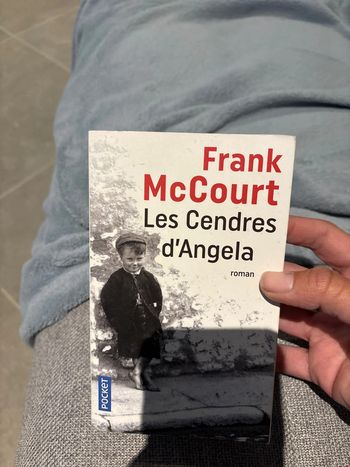 Frank
McCourt
Les Cendres
d'Angela
roman
POCKET